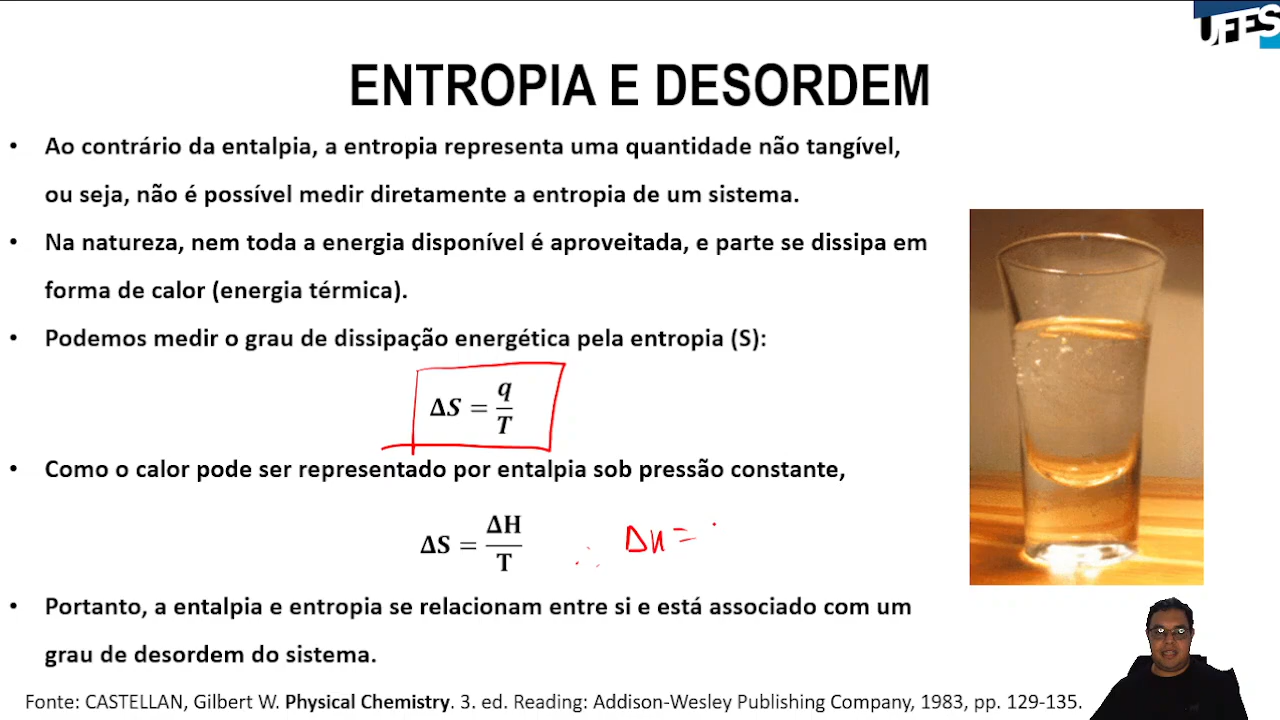 UFES
ENTROPIA E DESORDEM
• Ao contrário da entalpia, a entropia representa uma quantidade não tangível,
ou seja, não é possível medir diretamente a entropia de um sistema.
• Na natureza, nem toda a energia disponível é aproveitada, e parte se dissipa em
forma de calor (energia térmica).
• Podemos medir o grau de dissipação energética pela entropia (S):
ΔS = q/T
• Como o calor pode ser representado por entalpia sob pressão constante,
ΔS = ΔH/T ∴ ΔH =
• Portanto, a entalpia e entropia se relacionam entre si e está associado com um
grau de desordem do sistema.
Fonte: CASTELLAN, Gilbert W. Physical Chemistry. 3. ed. Reading: Addison-Wesley Publishing Company, 1983, pp. 129-135.